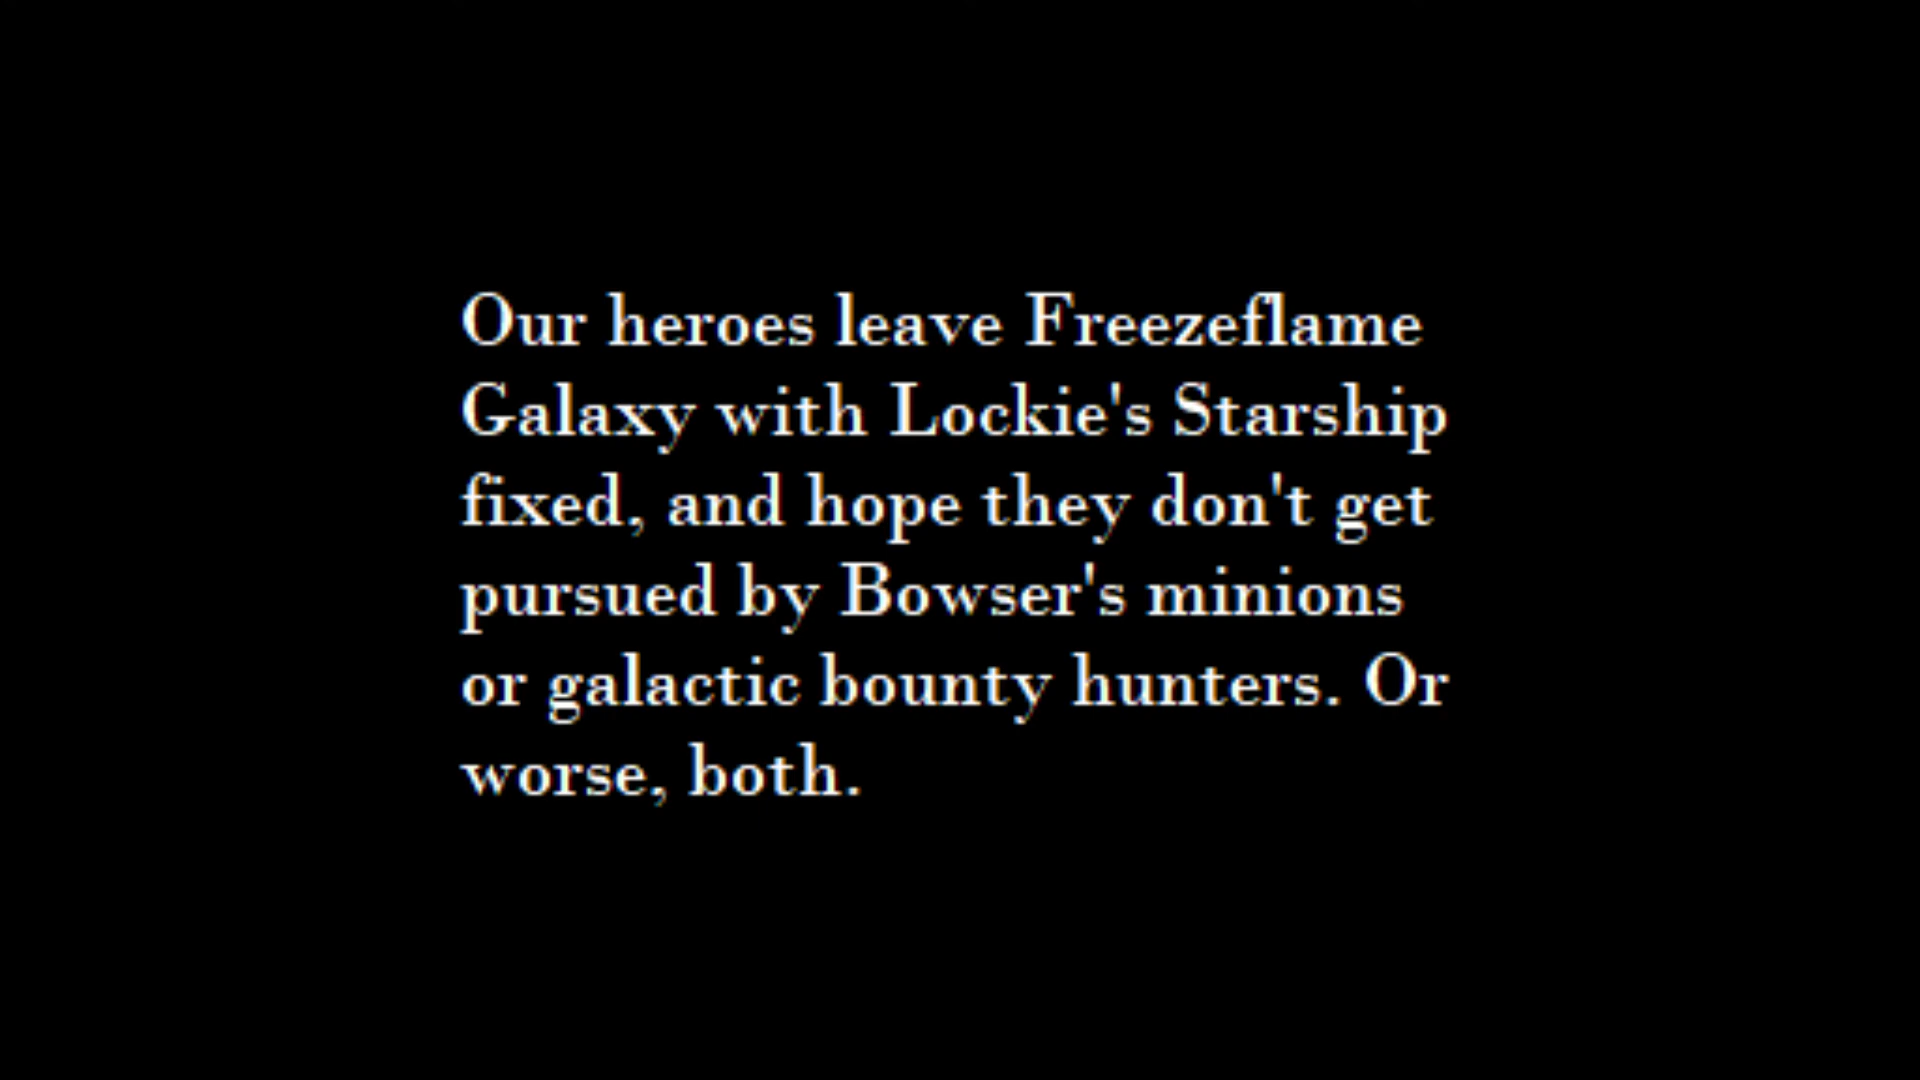 Our heroes leave Freezeflame
Galaxy with Lockie's Starship
fixed, and hope they don't get
pursued by Bowser's minions
or galactic bounty hunters. Or
worse, both.